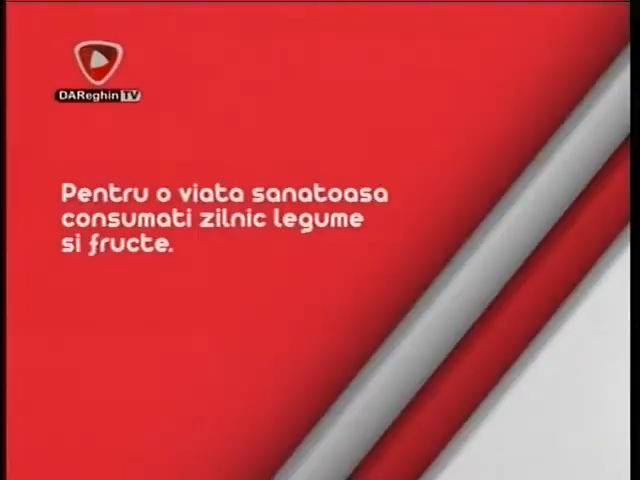 DAReghin TV
Pentru o viata sanatoasa
consumati zilnic legume
si fructe.